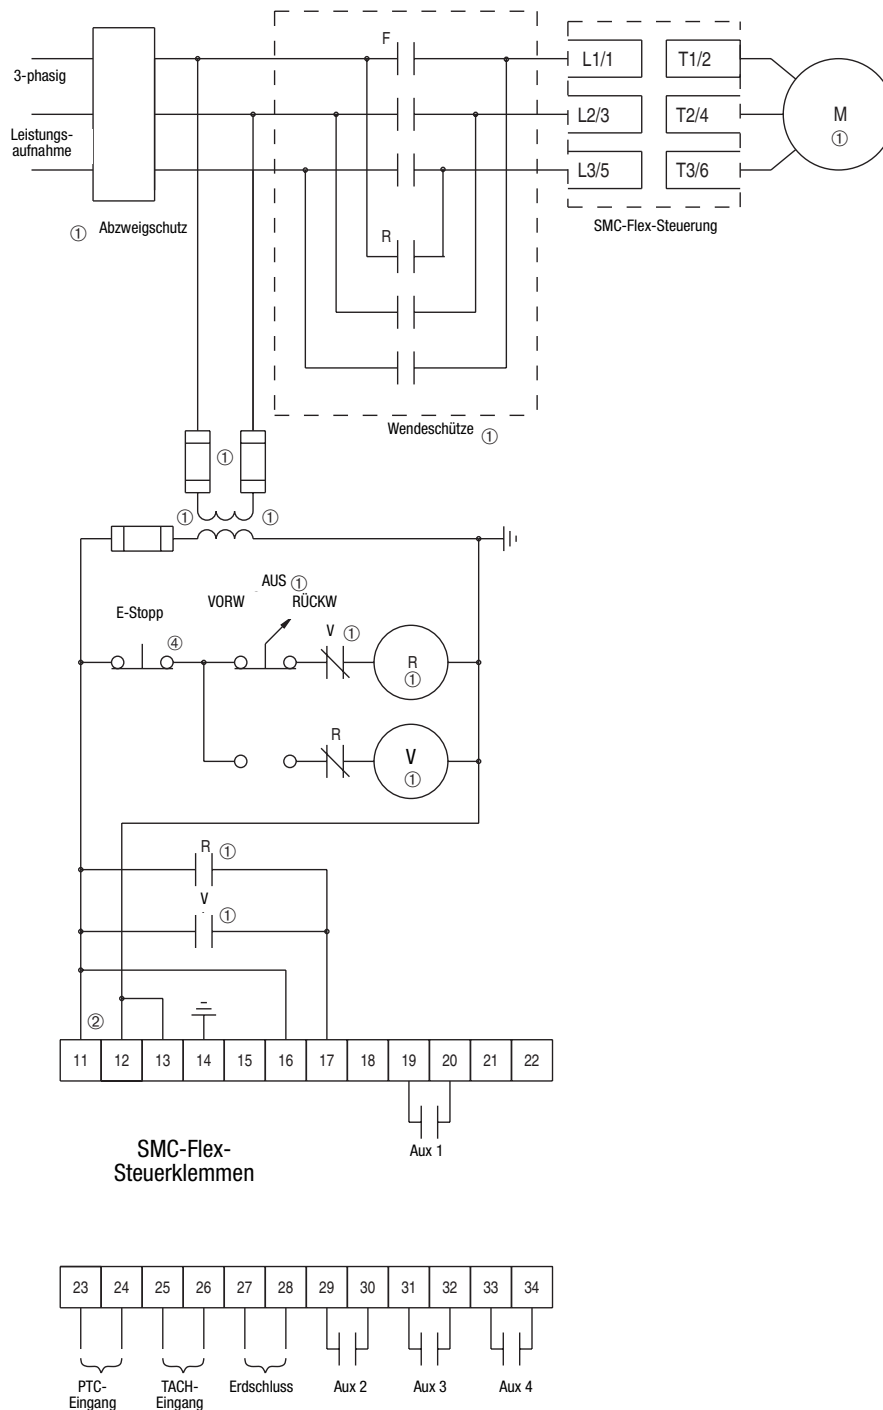 F
3-phasig
L1/1
T1/2
L2/3
T2/4
M
①
Leistungs-
aufnahme
L3/5
T3/6
① Abzweigschutz
SMC-Flex-Steuerung
R
Wendeschütze ①
①
① ①
AUS ①
VORW RÜCKW
E-Stopp
④
V ①
R
①
R
V
①
R ①
V
①
②
11 12 13 14 15 16 17 18 19 20 21 22
Aux 1
SMC-Flex-
Steuerklemmen
23 24 25 26 27 28 29 30 31 32 33 34
PTC-
Eingang
TACH-
Eingang
Erdschluss
Aux 2
Aux 3
Aux 4